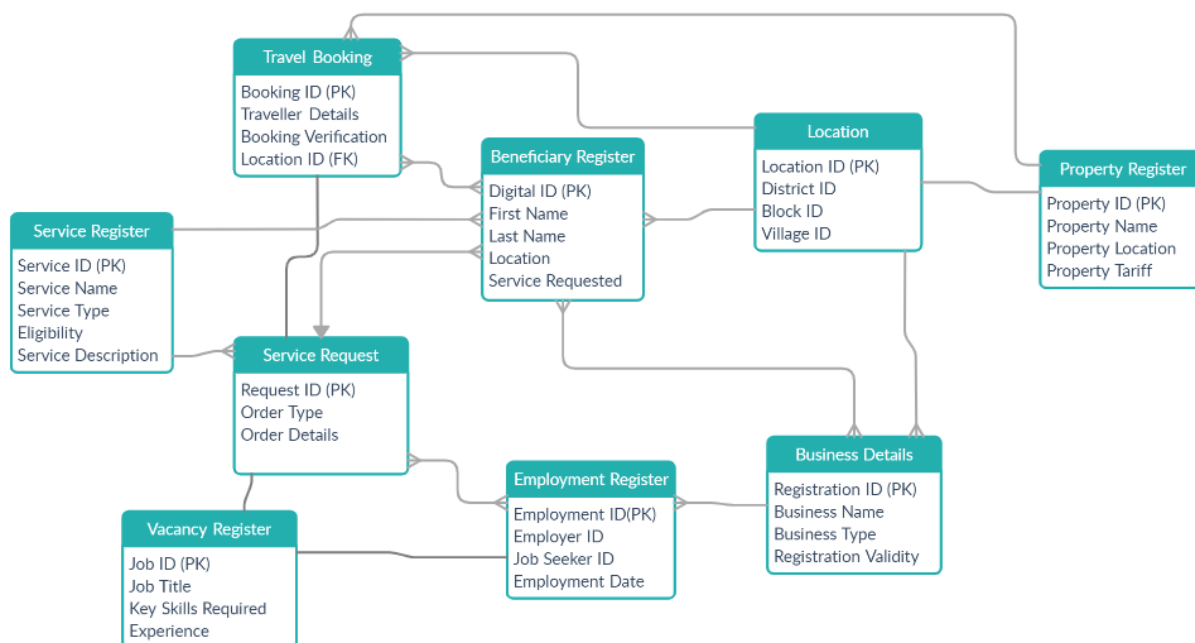 Travel Booking
Booking ID (PK)
Traveller Details
Booking Verification
Location ID (FK)
Beneficiary Register
Digital ID (PK)
First Name
Last Name
Location
Service Requested
Location
Location ID (PK)
District ID
Block ID
Village ID
Property Register
Property ID (PK)
Property Name
Property Location
Property Tariff
Service Register
Service ID (PK)
Service Name
Service Type
Eligibility
Service Description
Service Request
Request ID (PK)
Order Type
Order Details
Business Details
Registration ID (PK)
Business Name
Business Type
Registration Validity
Employment Register
Employment ID(PK)
Employer ID
Job Seeker ID
Employment Date
Vacancy Register
Job ID (PK)
Job Title
Key Skills Required
Experience